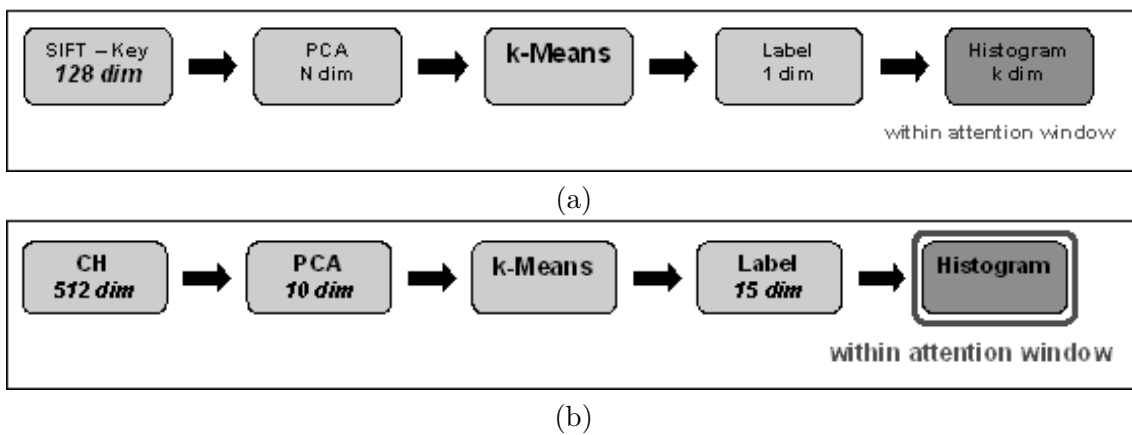 SIFT – Key
128 dim
PCA
N dim
k-Means
Label
1 dim
Histogram
k dim
within attention window
(a)
CH
512 dim
PCA
10 dim
k-Means
Label
15 dim
Histogram
within attention window
(b)